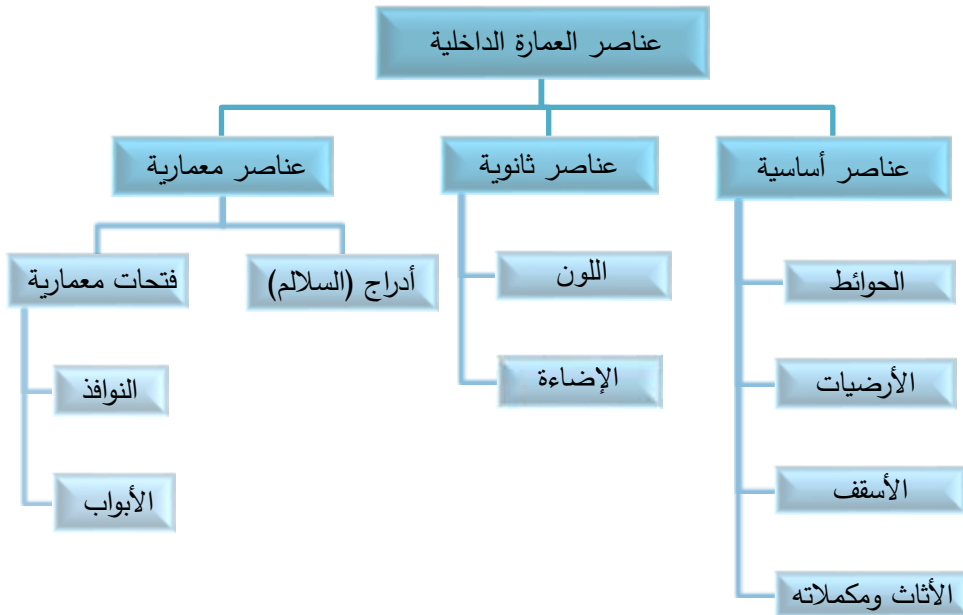 عناصر العمارة الداخلية
عناصر أساسية
عناصر ثانوية
عناصر معمارية
الحوائط
الأرضيات
الأسقف
الأثاث ومكملاته
اللون
الإضاءة
أدراج (السلالم)
فتحات معمارية
النوافذ
الأبواب